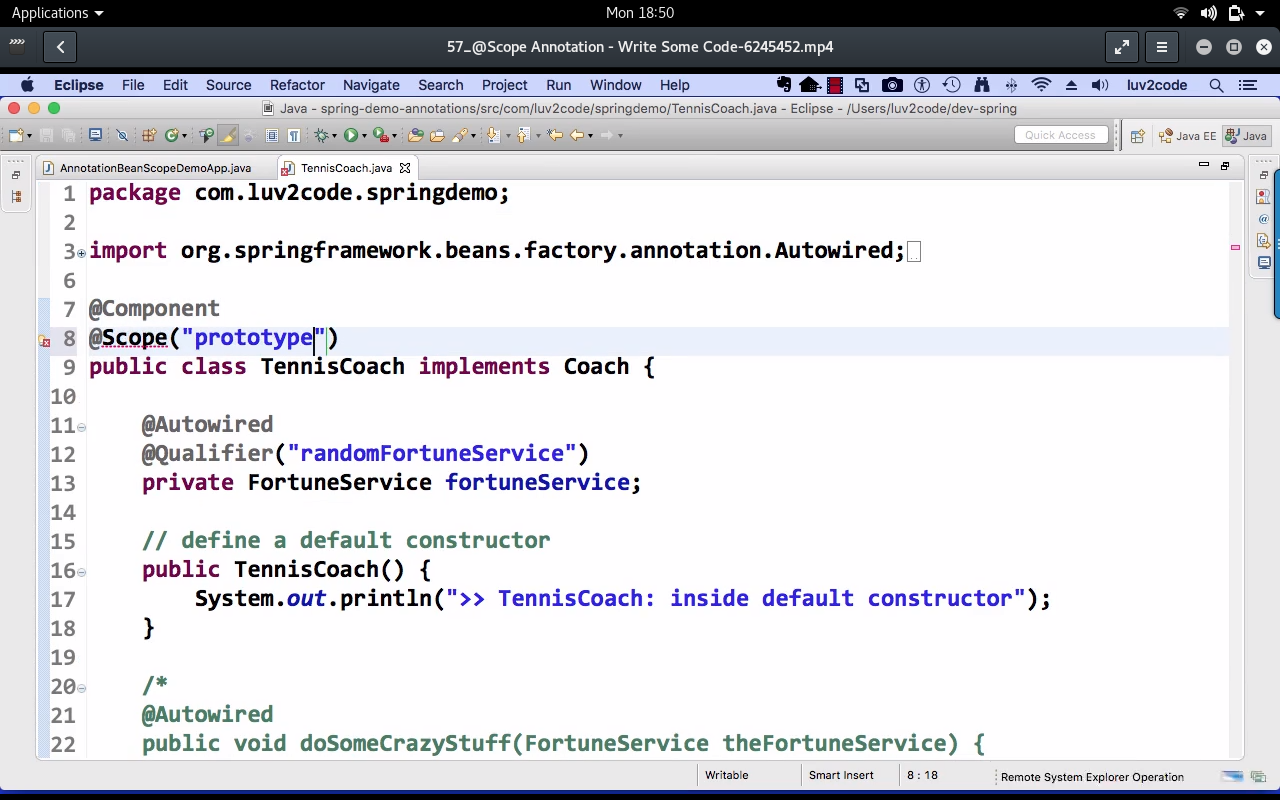 Applications Mon 18:50
57_@Scope Annotation - Write Some Code-6245452.mp4
Eclipse File Edit Source Refactor Navigate Search Project Run Window Help luv2code
Java - spring-demo-annotations/src/com/luv2code/springdemo/TennisCoach.java - Eclipse - /Users/luv2code/dev-spring
Quick Access Java EE Java
AnnotationBeanScopeDemoApp.java TennisCoach.java
1 package com.luv2code.springdemo;
2
3 import org.springframework.beans.factory.annotation.Autowired;
6
7 @Component
8 @Scope("prototype")
9 public class TennisCoach implements Coach {
10
11 @Autowired
12 @Qualifier("randomFortuneService")
13 private FortuneService fortuneService;
14
15 // define a default constructor
16 public TennisCoach() {
17 System.out.println(">> TennisCoach: inside default constructor");
18 }
19
20 /*
21 @Autowired
22 public void doSomeCrazyStuff(FortuneService theFortuneService) {
Writable Smart Insert 8 : 18 Remote System Explorer Operation